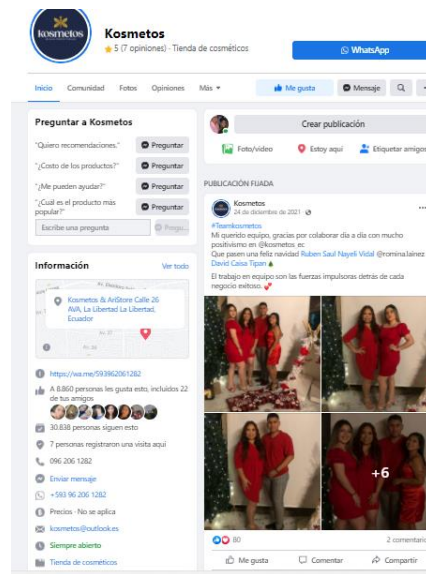 KOSMETOS
Kosmetos
5 (7 opiniones) · Tienda de cosméticos
WhatsApp
Inicio Comunidad Fotos Opiniones Más
Me gusta Mensaje
Preguntar a Kosmetos
"Quiero recomendaciones." Preguntar
"¿Costo de los productos?" Preguntar
"¿Me pueden ayudar?" Preguntar
"¿Cuál es el producto más popular?" Preguntar
Escribe una pregunta Pregu...
Información Ver todo
Kosmetos & AriStore Calle 26
AVA, La Libertad La Libertad,
Ecuador
https://wa.me/593962061282
A 8.860 personas les gusta esto, incluidos 22
de tus amigos
30.838 personas siguen esto
7 personas registraron una visita aquí
096 206 1282
Enviar mensaje
+593 96 206 1282
Precios · No se aplica
kosmetos@outlook.es
Siempre abierto
Tienda de cosméticos
Crear publicación
Foto/video Estoy aquí Etiquetar amigos
PUBLICACIÓN FIJADA
Kosmetos
24 de diciembre de 2021 ·
#Teamkosmetos
Mi querido equipo, gracias por colaborar día a día con mucho
positivismo en @kosmetos_ec
Que pasen una feliz navidad Ruben Saul Nayeli Vidal @rominaJainez
David Caisa Tipan
El trabajo en equipo son las fuerzas impulsoras detrás de cada
negocio exitoso.
+6
80 2 comentario
Me gusta Comentar Compartir